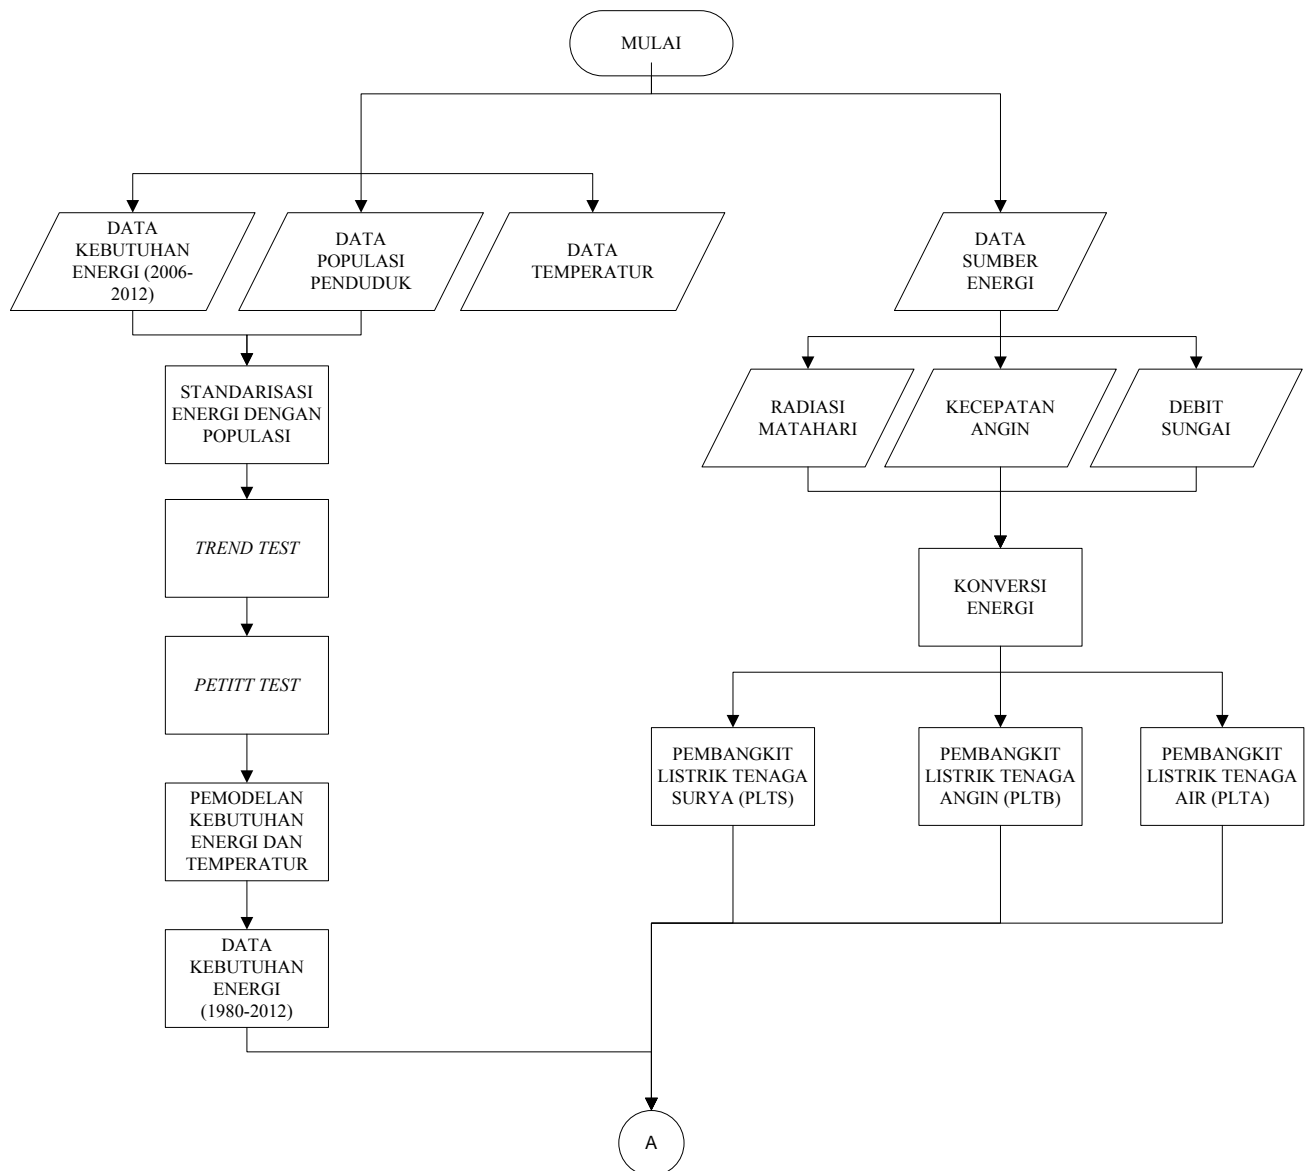 MULAI
DATA
KEBUTUHAN
ENERGI (2006-
2012)
DATA
POPULASI
PENDUDUK
DATA
TEMPERATUR
DATA
SUMBER
ENERGI
STANDARISASI
ENERGI DENGAN
POPULASI
RADIASI
MATAHARI
KECEPATAN
ANGIN
DEBIT
SUNGAI
TREND TEST
KONVERSI
ENERGI
PETITT TEST
PEMBANGKIT
LISTRIK TENAGA
SURYA (PLTS)
PEMBANGKIT
LISTRIK TENAGA
ANGIN (PLTB)
PEMBANGKIT
LISTRIK TENAGA
AIR (PLTA)
PEMODELAN
KEBUTUHAN
ENERGI DAN
TEMPERATUR
DATA
KEBUTUHAN
ENERGI
(1980-2012)
A